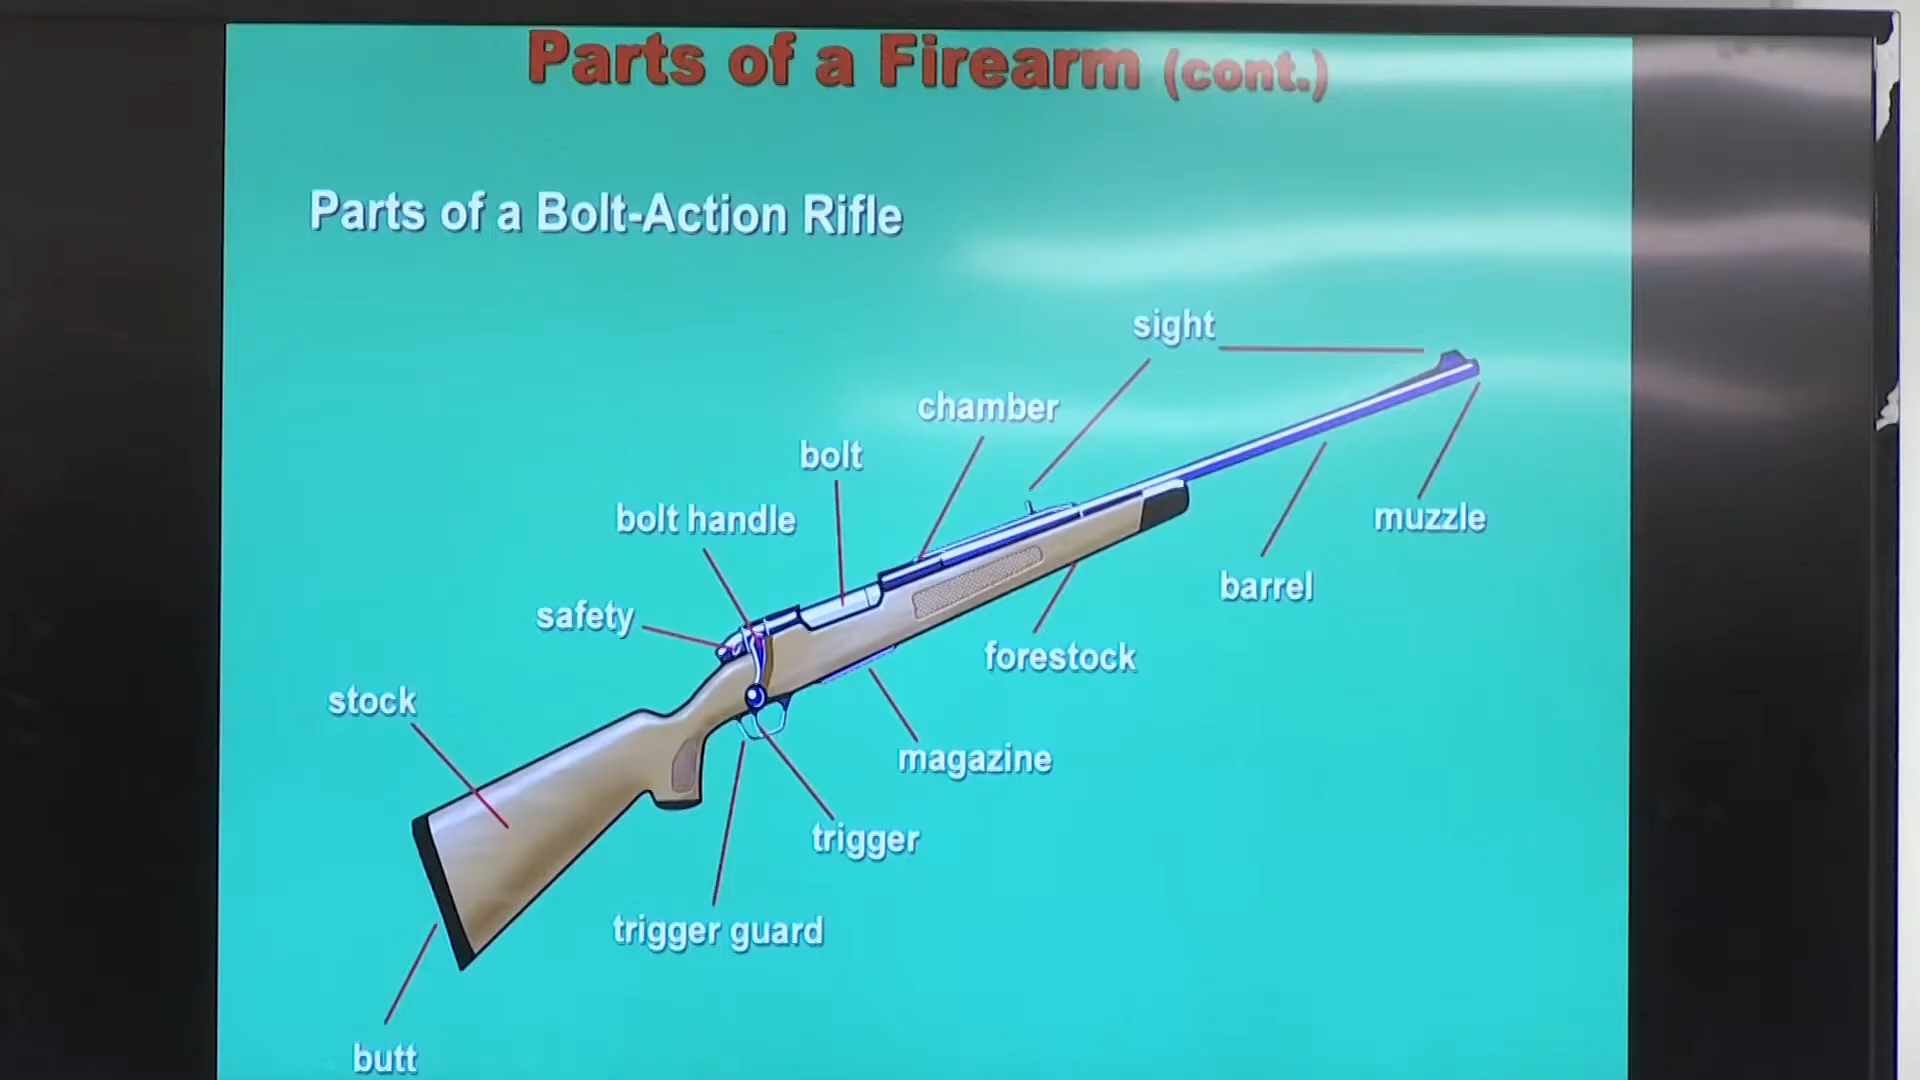 Parts of a Firearm (cont.)
Parts of a Bolt-Action Rifle
sight
chamber
bolt
bolt handle
muzzle
barrel
safety
forestock
stock
magazine
trigger
trigger guard
butt